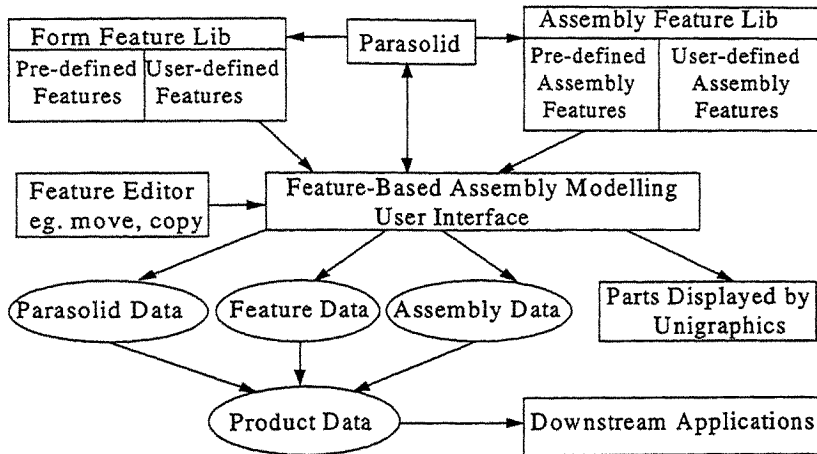 Form Feature Lib
Pre-defined
Features
User-defined
Features
Parasolid
Assembly Feature Lib
Pre-defined
Assembly
Features
User-defined
Assembly
Features
Feature Editor
eg. move, copy
Feature-Based Assembly Modelling
User Interface
Parasolid Data
Feature Data
Assembly Data
Parts Displayed by
Unigraphics
Product Data
Downstream Applications